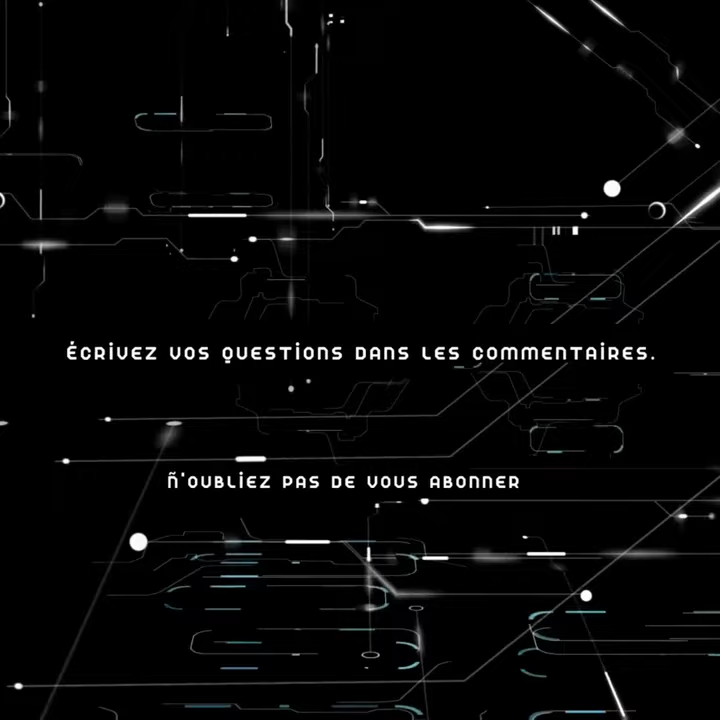 Écrivez vos questions dans les commentaires.
Ñ'oubliez pas de vous abonner